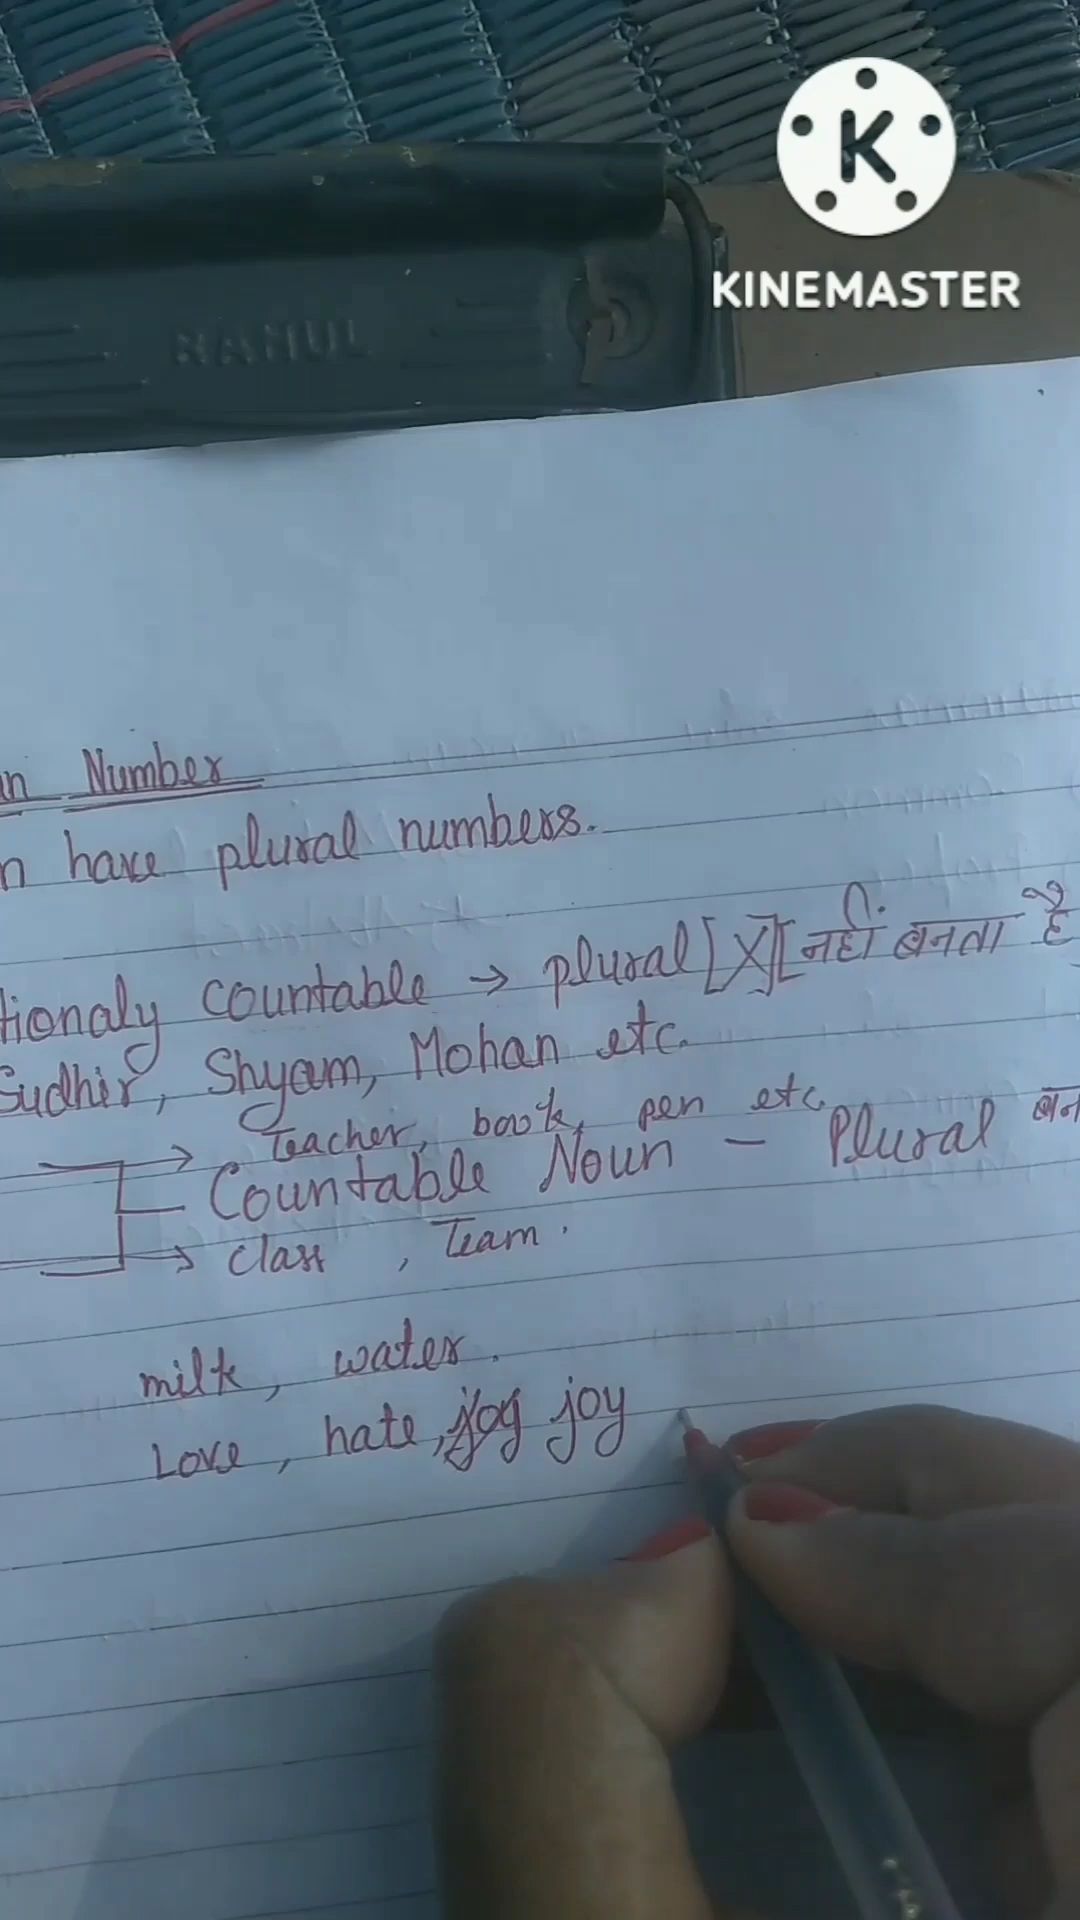 K
KINEMASTER
Number
have plural numbers.
tionaly countable → plural [X][नहीं बनता है
Sudhir, Shyam, Mohan etc.
Teacher, book, pen etc.
Countable Noun – Plural बन
Class , Team.
milk, water.
Love, hate, joy